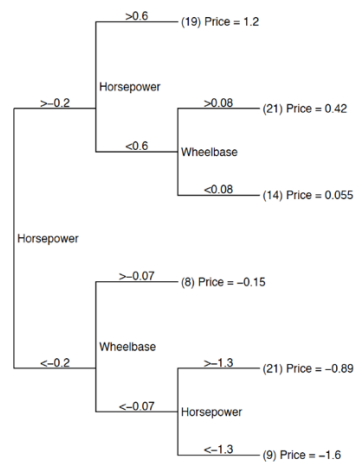 >0.6
(19) Price = 1.2
Horsepower
>−0.2
>0.08
(21) Price = 0.42
<0.6
Wheelbase
<0.08
(14) Price = 0.055
Horsepower
>−0.07
(8) Price = −0.15
Wheelbase
<−0.2
>−1.3
(21) Price = −0.89
<−0.07
Horsepower
<−1.3
(9) Price = −1.6